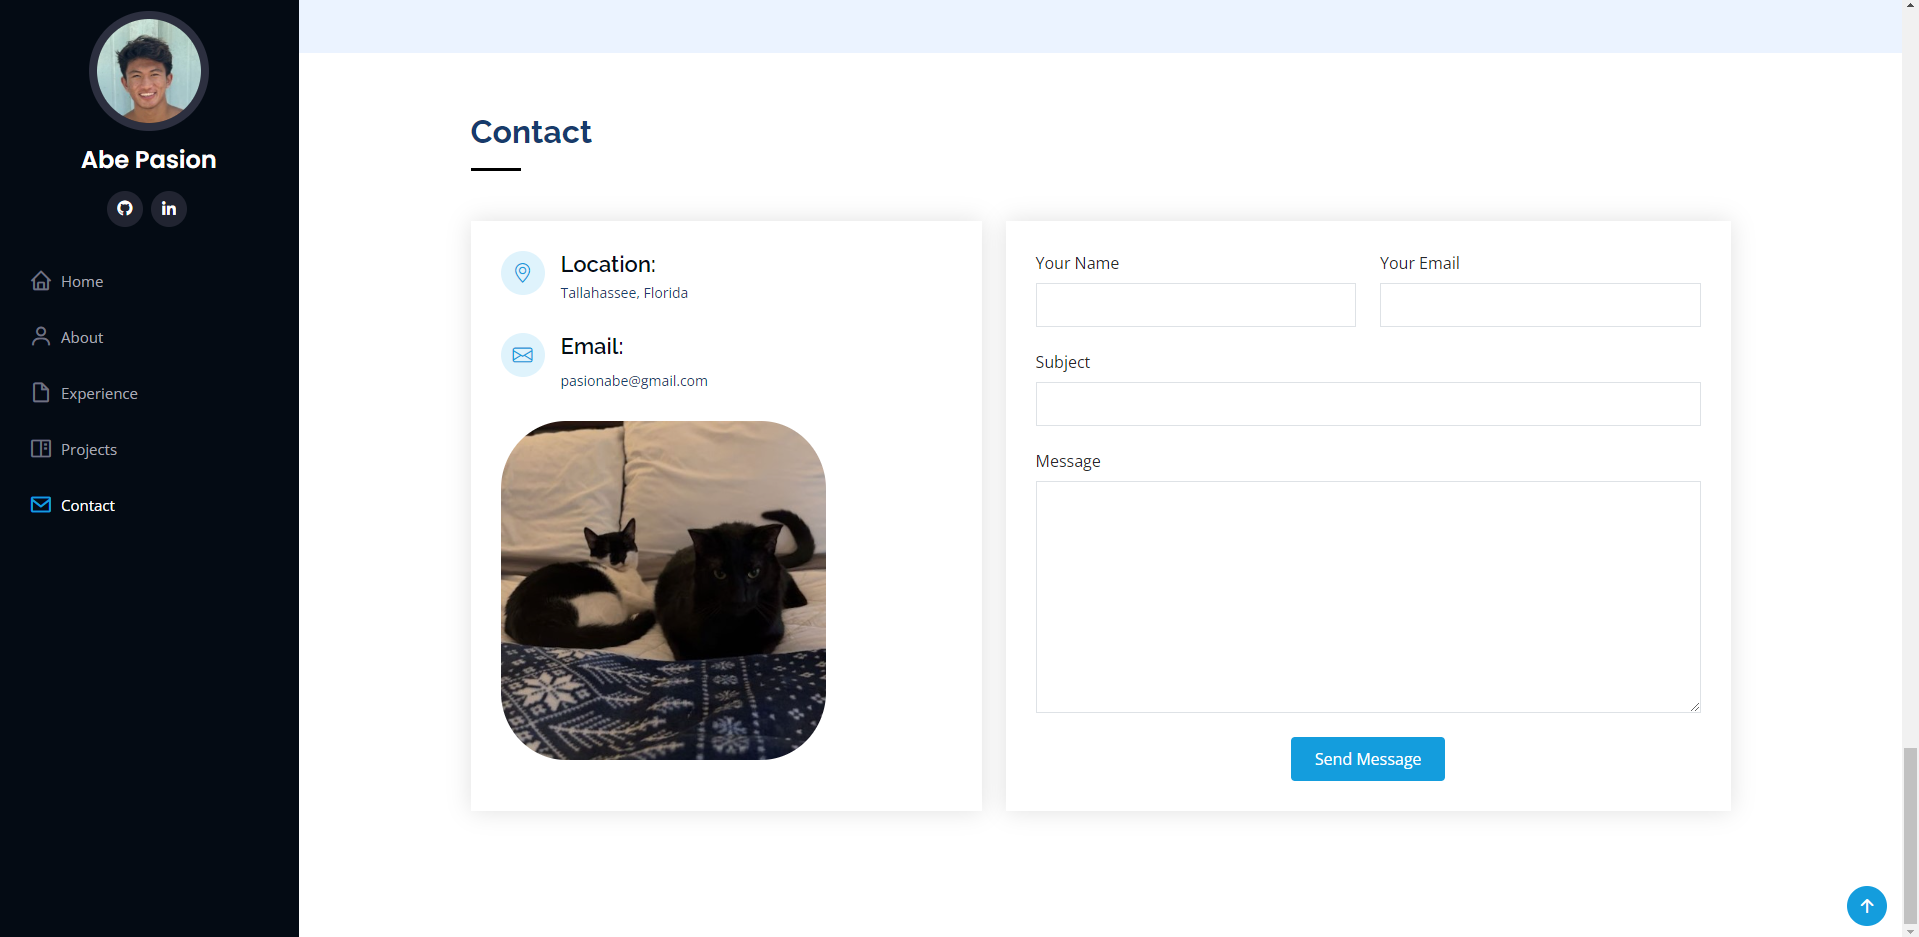 Abe Pasion
in
Home
About
Experience
Projects
Contact
Contact
Location:
Tallahassee, Florida
Email:
pasionabe@gmail.com
Your Name
Your Email
Subject
Message
Send Message